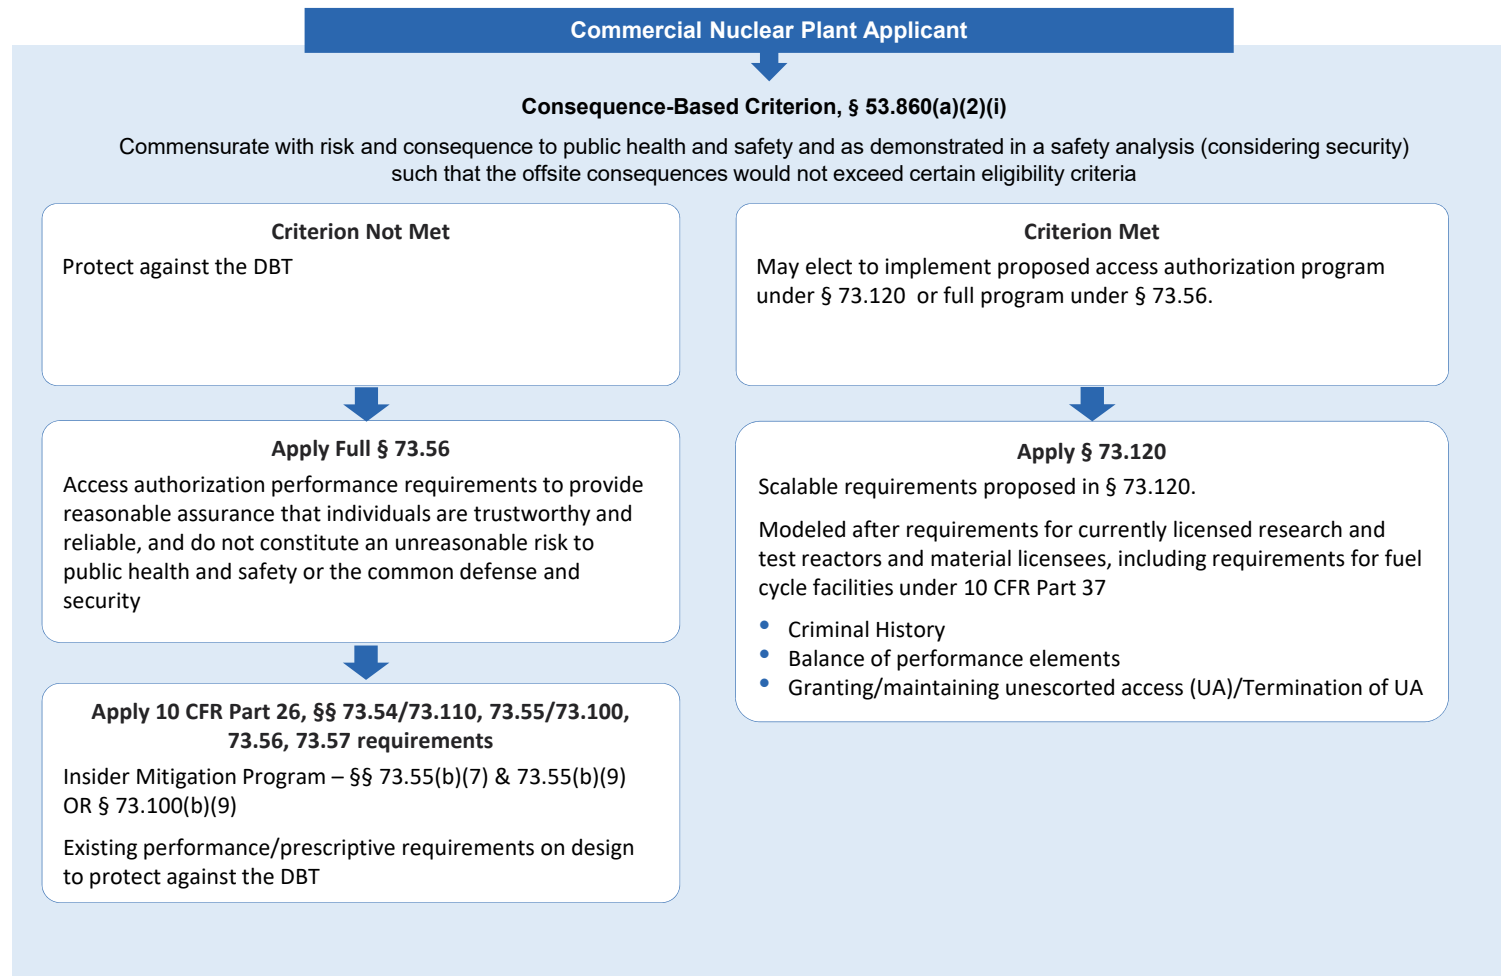 Commercial Nuclear Plant Applicant
Consequence-Based Criterion, § 53.860(a)(2)(i)
Commensurate with risk and consequence to public health and safety and as demonstrated in a safety analysis (considering security)
such that the offsite consequences would not exceed certain eligibility criteria
Criterion Not Met
Protect against the DBT
Criterion Met
May elect to implement proposed access authorization program
under § 73.120 or full program under § 73.56.
Apply Full § 73.56
Access authorization performance requirements to provide
reasonable assurance that individuals are trustworthy and
reliable, and do not constitute an unreasonable risk to
public health and safety or the common defense and
security
Apply § 73.120
Scalable requirements proposed in § 73.120.
Modeled after requirements for currently licensed research and
test reactors and material licensees, including requirements for fuel
cycle facilities under 10 CFR Part 37
• Criminal History
• Balance of performance elements
• Granting/maintaining unescorted access (UA)/Termination of UA
Apply 10 CFR Part 26, §§ 73.54/73.110, 73.55/73.100,
73.56, 73.57 requirements
Insider Mitigation Program – §§ 73.55(b)(7) & 73.55(b)(9)
OR § 73.100(b)(9)
Existing performance/prescriptive requirements on design
to protect against the DBT